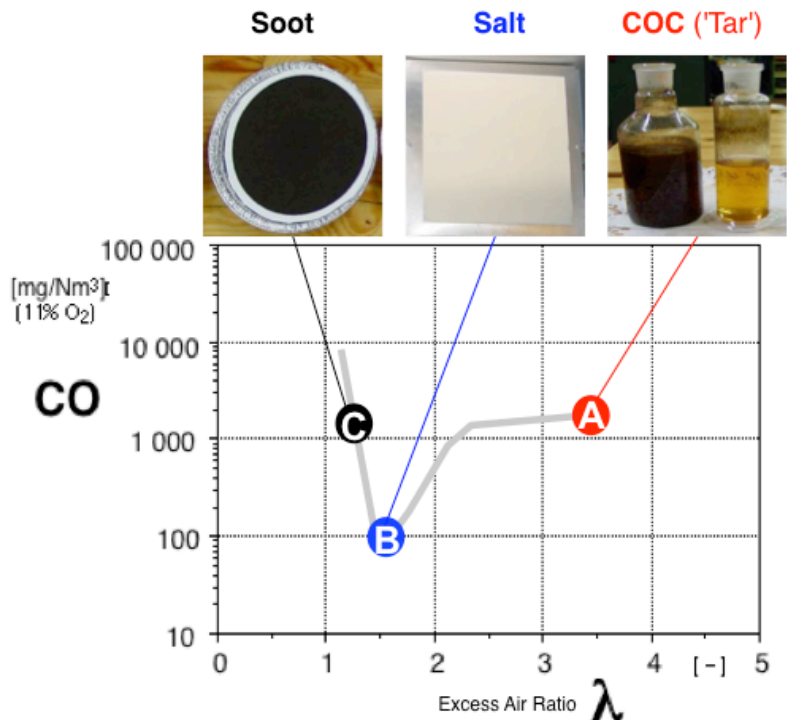 Soot
Salt
COC ('Tar')
100 000
[mg/Nm³]
(11% O₂)
10 000
CO
C
A
1 000
100
B
10
0 1 2 3 4 [-] 5
Excess Air Ratio λ